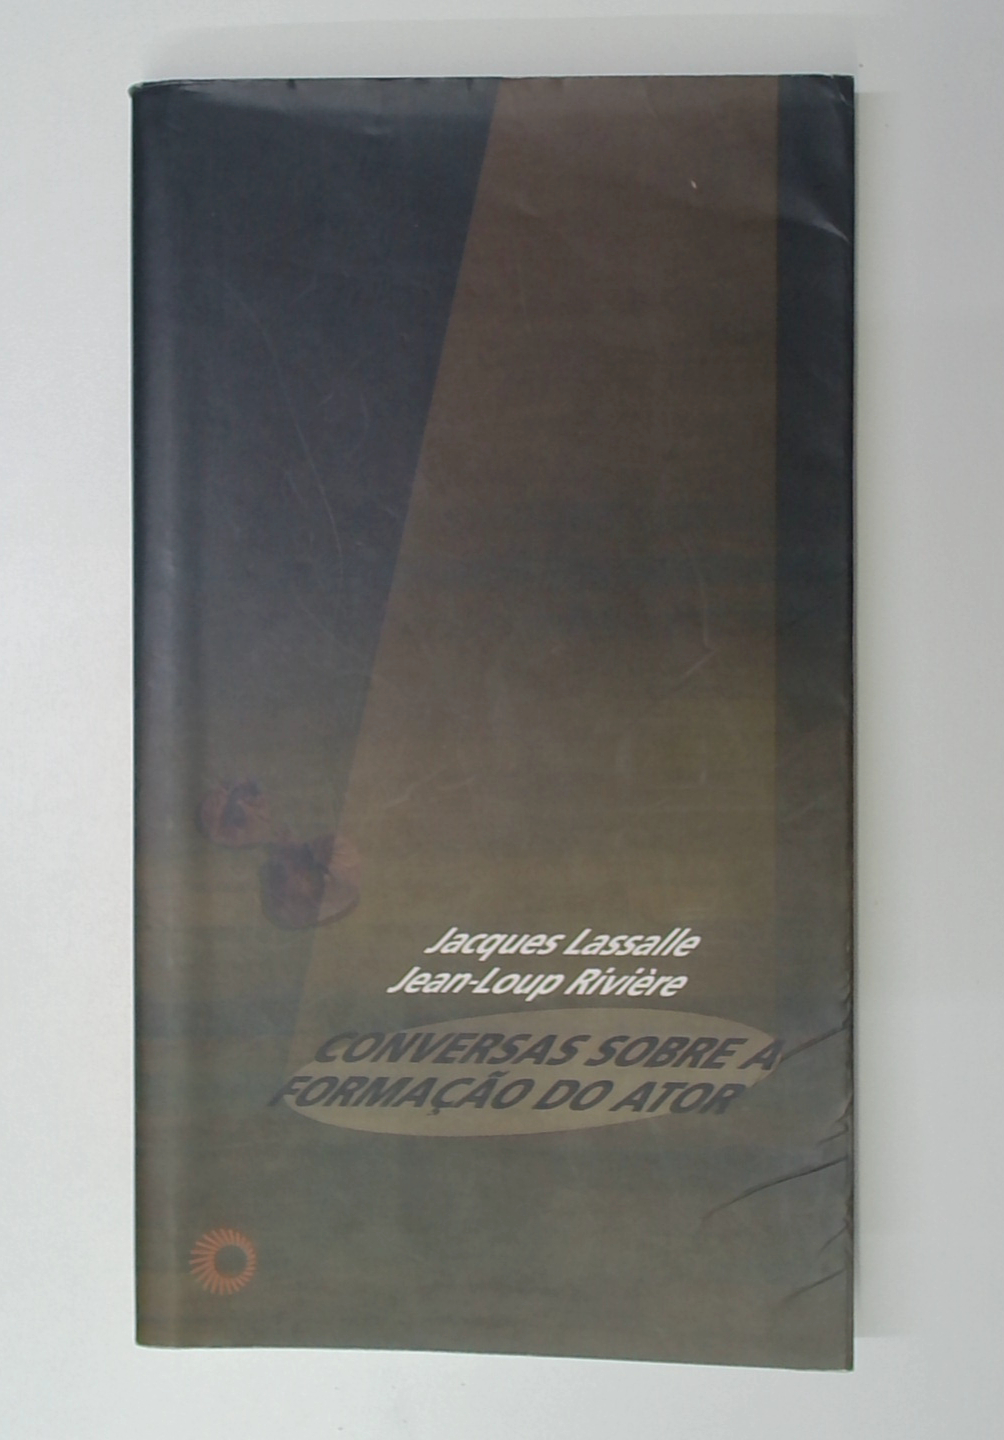 Jacques Lassalle
Jean-Loup Rivière
CONVERSAS SOBRE A
FORMAÇÃO DO ATOR